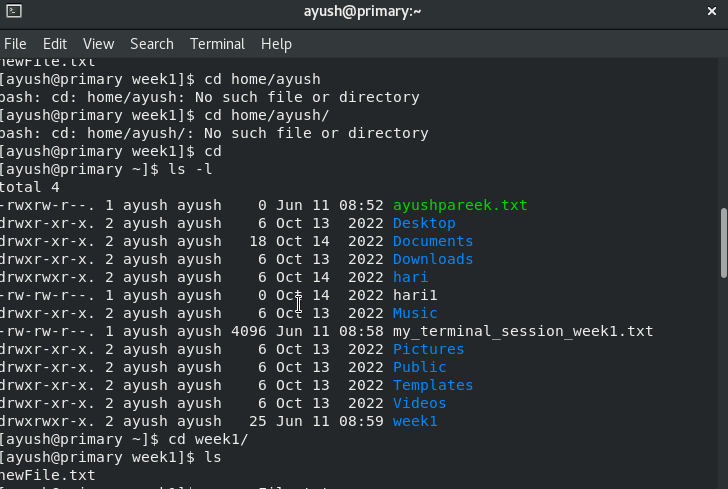 ayush@primary:~
File Edit View Search Terminal Help
newFile.txt
[ayush@primary week1]$ cd home/ayush
bash: cd: home/ayush: No such file or directory
[ayush@primary week1]$ cd home/ayush/
bash: cd: home/ayush/: No such file or directory
[ayush@primary week1]$ cd
[ayush@primary ~]$ ls -l
total 4
-rwxrw-r--. 1 ayush ayush    0 Jun 11 08:52 ayushpareek.txt
drwxr-xr-x. 2 ayush ayush    6 Oct 13  2022 Desktop
drwxr-xr-x. 2 ayush ayush   18 Oct 14  2022 Documents
drwxr-xr-x. 2 ayush ayush    6 Oct 13  2022 Downloads
drwxrwxr-x. 2 ayush ayush    6 Oct 14  2022 hari
-rw-rw-r--. 1 ayush ayush    0 Oct 14  2022 hari1
drwxr-xr-x. 2 ayush ayush    6 Oct 13  2022 Music
-rw-rw-r--. 1 ayush ayush 4096 Jun 11 08:58 my_terminal_session_week1.txt
drwxr-xr-x. 2 ayush ayush    6 Oct 13  2022 Pictures
drwxr-xr-x. 2 ayush ayush    6 Oct 13  2022 Public
drwxr-xr-x. 2 ayush ayush    6 Oct 13  2022 Templates
drwxr-xr-x. 2 ayush ayush    6 Oct 13  2022 Videos
drwxrwxr-x. 2 ayush ayush   25 Jun 11 08:59 week1
[ayush@primary ~]$ cd week1/
[ayush@primary week1]$ ls
newFile.txt